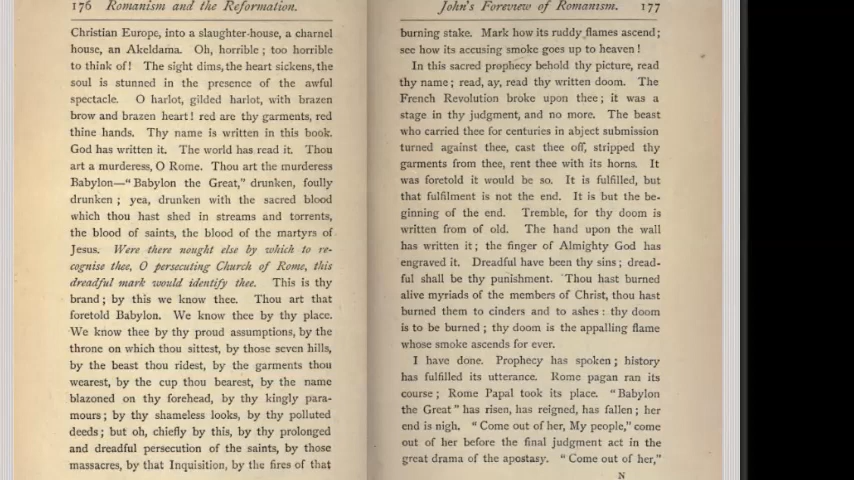 176 Romanism and the Reformation.
Christian Europe, into a slaughter-house, a charnel
house, an Akeldama. Oh, horrible ; too horrible
to think of! The sight dims, the heart sickens, the
soul is stunned in the presence of the awful
spectacle. O harlot, gilded harlot, with brazen
brow and brazen heart! red are thy garments, red
thine hands. Thy name is written in this book.
God has written it. The world has read it. Thou
art a murderess, O Rome. Thou art the murderess
Babylon—“Babylon the Great,” drunken, foully
drunken ; yea, drunken with the sacred blood
which thou hast shed in streams and torrents,
the blood of saints, the blood of the martyrs of
Jesus. Were there nought else by which to re-
cognise thee, O persecuting Church of Rome, this
dreadful mark would identify thee. This is thy
brand ; by this we know thee. Thou art that
foretold Babylon. We know thee by thy place.
We know thee by thy proud assumptions, by the
throne on which thou sittest, by those seven hills,
by the beast thou ridest, by the garments thou
wearest, by the cup thou bearest, by the name
blazoned on thy forehead, by thy kingly para-
mours ; by thy shameless looks, by thy polluted
deeds ; but oh, chiefly by this, by thy prolonged
and dreadful persecution of the saints, by those
massacres, by that Inquisition, by the fires of that
John's Foreview of Romanism. 177
burning stake. Mark how its ruddy flames ascend ;
see how its accusing smoke goes up to heaven !
In this sacred prophecy behold thy picture, read
thy name ; read, ay, read thy written doom. The
French Revolution broke upon thee ; it was a
stage in thy judgment, and no more. The beast
who carried thee for centuries in abject submission
turned against thee, cast thee off, stripped thy
garments from thee, rent thee with its horns. It
was foretold it would be so. It is fulfilled, but
that fulfilment is not the end. It is but the be-
ginning of the end. Tremble, for thy doom is
written from of old. The hand upon the wall
has written it ; the finger of Almighty God has
engraved it. Dreadful have been thy sins ; dread-
ful shall be thy punishment. Thou hast burned
alive myriads of the members of Christ, thou hast
burned them to cinders and to ashes : thy doom
is to be burned ; thy doom is the appalling flame
whose smoke ascends for ever.
I have done. Prophecy has spoken ; history
has fulfilled its utterance. Rome pagan ran its
course ; Rome Papal took its place. “Babylon
the Great” has risen, has reigned, has fallen ; her
end is nigh. “Come out of her, My people,” come
out of her before the final judgment act in the
great drama of the apostasy. “Come out of her,”
N